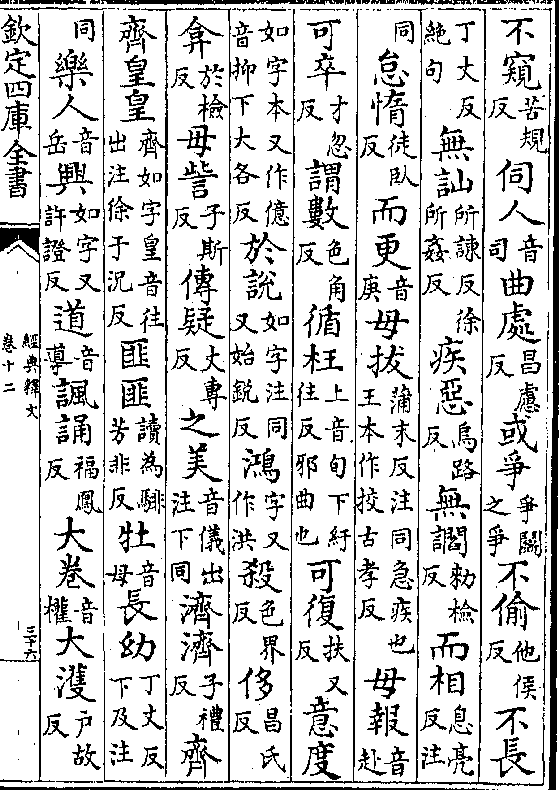 不窺苦規反伺人音司曲處昌慮反或爭爭鬬之爭不偷他侯反不長
丁丈反絶句無訕所諫反徐所姦反疾惡烏路反無讇勑檢反而相息亮反注
同怠惰徒臥反而更音庚毋拔蒲末反注同急疾也王本作挍古孝反毋報音赴
可卒才忽反謂數色角反循枉上音旬下紆往反邪曲也可復扶又反意度
如字本又作億音抑下大各反於說如字注同又始銳反鴻字又作洪殺色界反侈昌氏反
弇於檢反毋訾子斯反傳疑丈專反之美音儀出注下同濟濟子禮反齊
齊皇皇齊如字皇音往出注徐于況反匪匪讀為騑芳非反牡音母長幼丁丈反下及注
同樂人音岳興如字又許證反道音導諷誦福鳳反大卷音權大濩戶故反
欽定四庫全書
經典釋文
卷十二
三十六